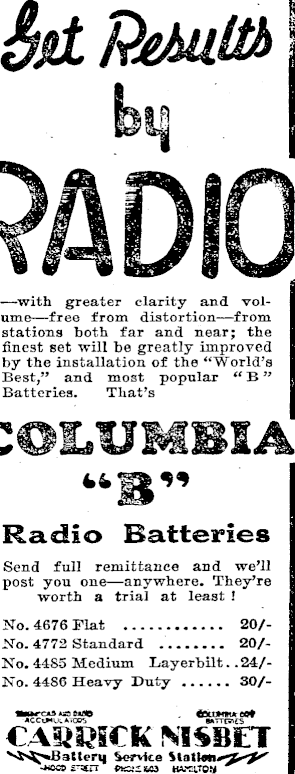 Get Results
by
RADIO
—with greater clarity and vol-
ume—free from distortion—from
stations both far and near; the
finest set will be greatly improved
by the installation of the "World's
Best," and most popular "B"
Batteries. That's
COLUMBIA
"B"
Radio Batteries
Send full remittance and we'll
post you one—anywhere. They're
worth a trial at least !
No. 4676 Flat ............ 20/-
No. 4772 Standard ........ 20/-
No. 4485 Medium Layerbilt..24/-
No. 4486 Heavy Duty ...... 30/-
ACCUMULATORS BATTERIES
CARRICK NISBET
Battery Service Station
HOOD STREET HAMILTON